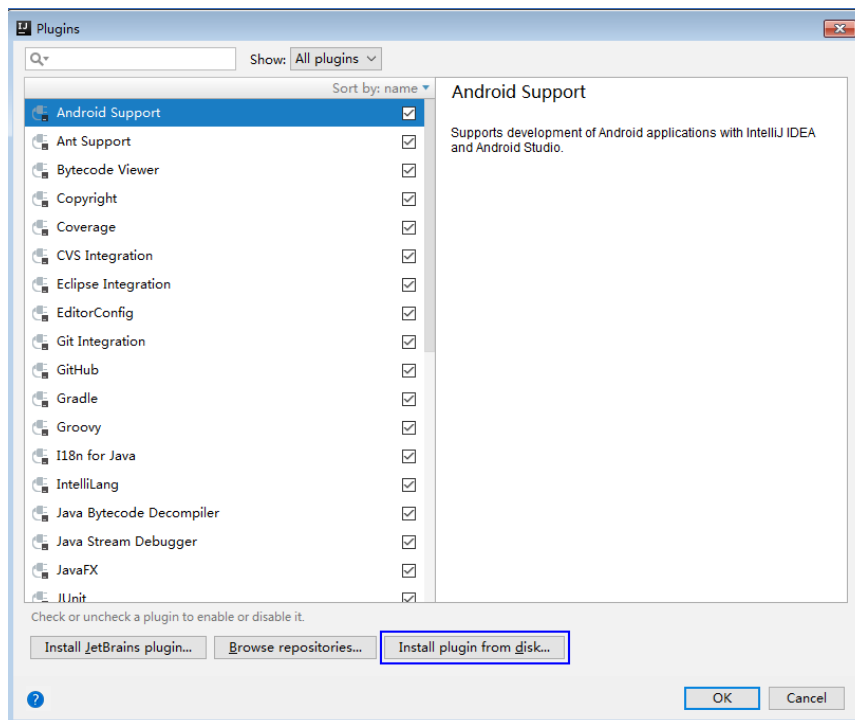 Plugins
Show: All plugins
Sort by: name
Android Support
Ant Support
Bytecode Viewer
Copyright
Coverage
CVS Integration
Eclipse Integration
EditorConfig
Git Integration
GitHub
Gradle
Groovy
I18n for Java
IntelliLang
Java Bytecode Decompiler
Java Stream Debugger
JavaFX
JUnit
Android Support
Supports development of Android applications with IntelliJ IDEA
and Android Studio.
Check or uncheck a plugin to enable or disable it.
Install JetBrains plugin... Browse repositories... Install plugin from disk...
? OK Cancel